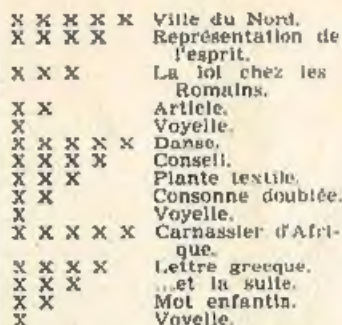 X X X X X Ville du Nord.
X X X X Représentation de
l'esprit.
X X X La loi chez les
Romains.
X X Article.
X Voyelle.
X X X X X Danse.
X X X X Conseil.
X X X Plante textile.
X X Consonne doublée.
X Voyelle.
X X X X X Carnassier d'Afri-
que.
X X X X Lettre grecque.
X X X ...et la suite.
X X Mot enfantin.
X Voyelle.